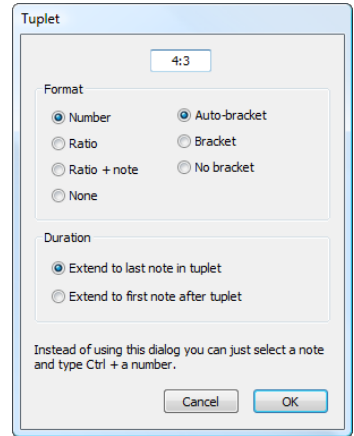 Tuplet
4:3
Format
Number
Auto-bracket
Ratio
Bracket
Ratio + note
No bracket
None
Duration
Extend to last note in tuplet
Extend to first note after tuplet
Instead of using this dialog you can just select a note
and type Ctrl + a number.
Cancel
OK